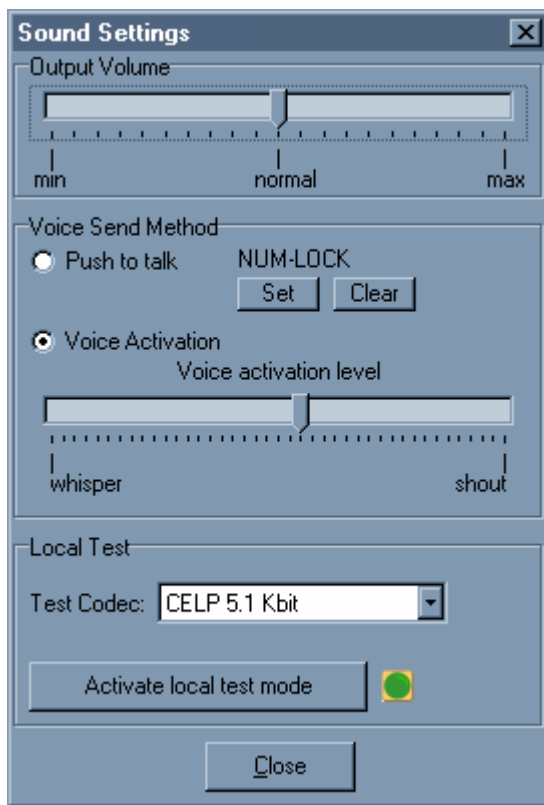 Sound Settings
Output Volume
min normal max
Voice Send Method
Push to talk NUM-LOCK
Set Clear
Voice Activation
Voice activation level
whisper shout
Local Test
Test Codec: CELP 5.1 Kbit
Activate local test mode
Close